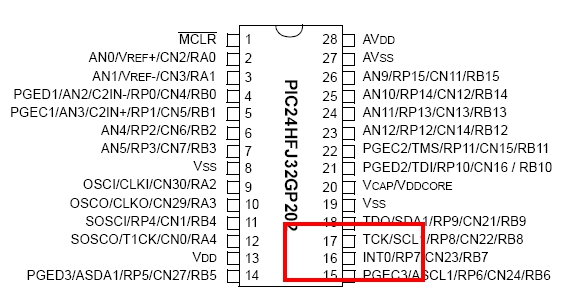 MCLR 1 28 AVDD
AN0/VREF+/CN2/RA0 2 27 AVSS
AN1/VREF-/CN3/RA1 3 26 AN9/RP15/CN11/RB15
PGED1/AN2/C2IN-/RP0/CN4/RB0 4 25 AN10/RP14/CN12/RB14
PGEC1/AN3/C2IN+/RP1/CN5/RB1 5 24 AN11/RP13/CN13/RB13
AN4/RP2/CN6/RB2 6 23 AN12/RP12/CN14/RB12
AN5/RP3/CN7/RB3 7 22 PGEC2/TMS/RP11/CN15/RB11
VSS 8 21 PGED2/TDI/RP10/CN16 / RB10
OSCI/CLKI/CN30/RA2 9 20 VCAP/VDDCORE
OSCO/CLKO/CN29/RA3 10 19 VSS
SOSCI/RP4/CN1/RB4 11 18 TDO/SDA1/RP9/CN21/RB9
SOSCO/T1CK/CN0/RA4 12 17 TCK/SCL1/RP8/CN22/RB8
VDD 13 16 INT0/RP7/CN23/RB7
PGED3/ASDA1/RP5/CN27/RB5 14 15 PGEC3/ASCL1/RP6/CN24/RB6
PIC24HFJ32GP202